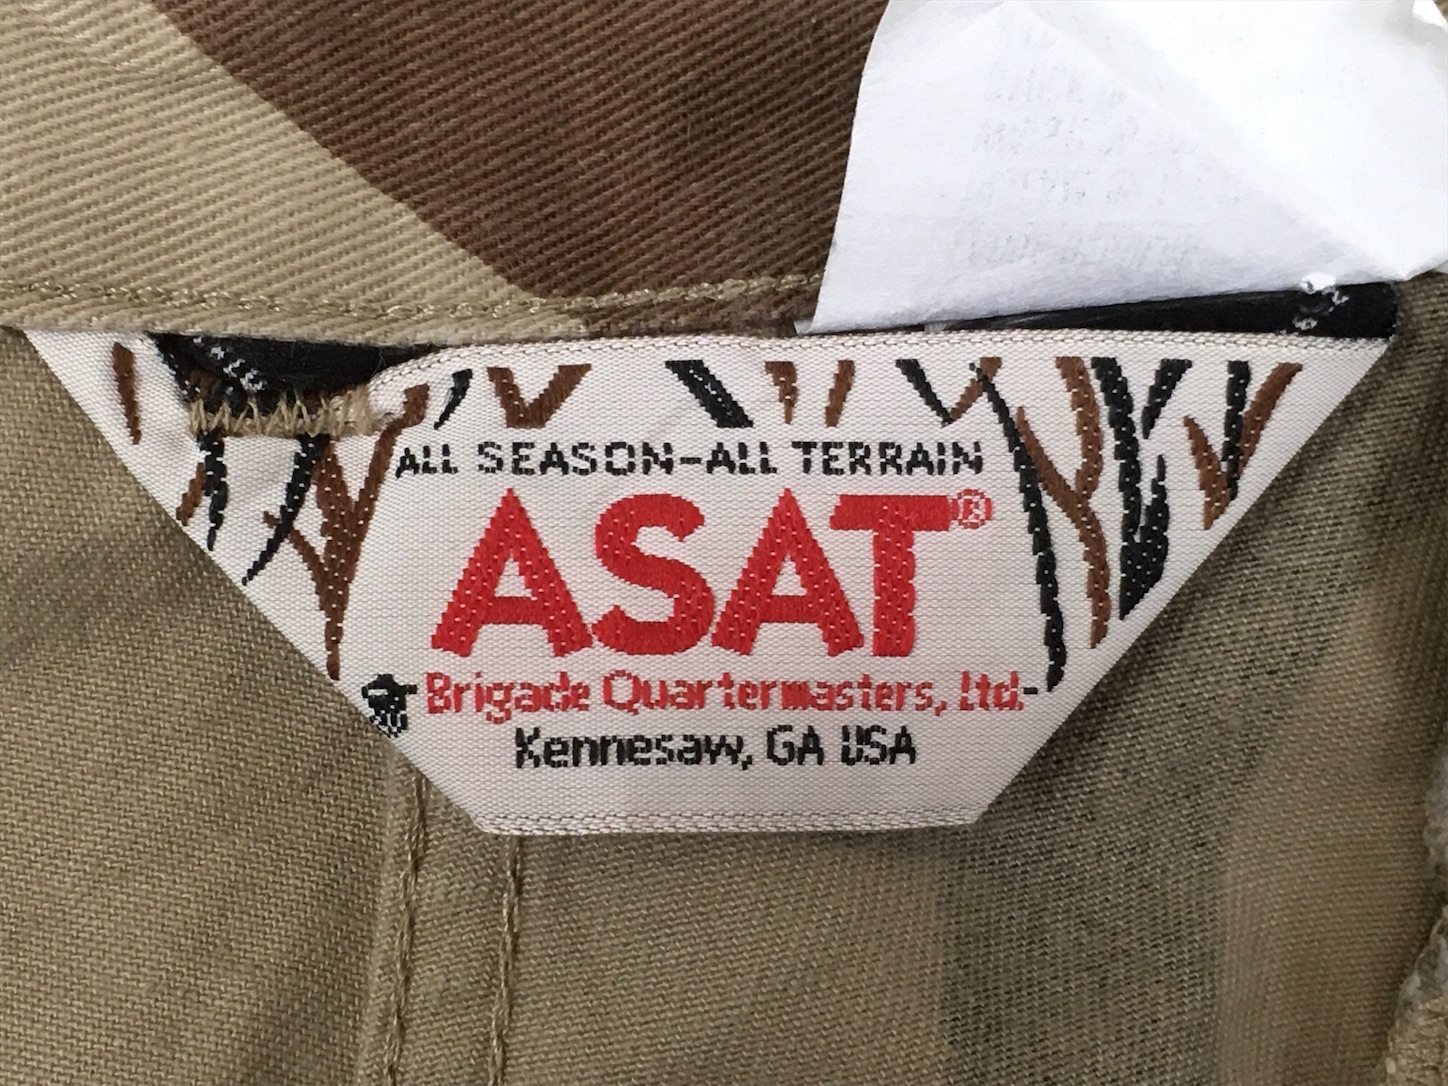 ALL SEASON-ALL TERRAIN
ASAT®
Brigade Quartermasters, Ltd.
Kennesaw, GA USA